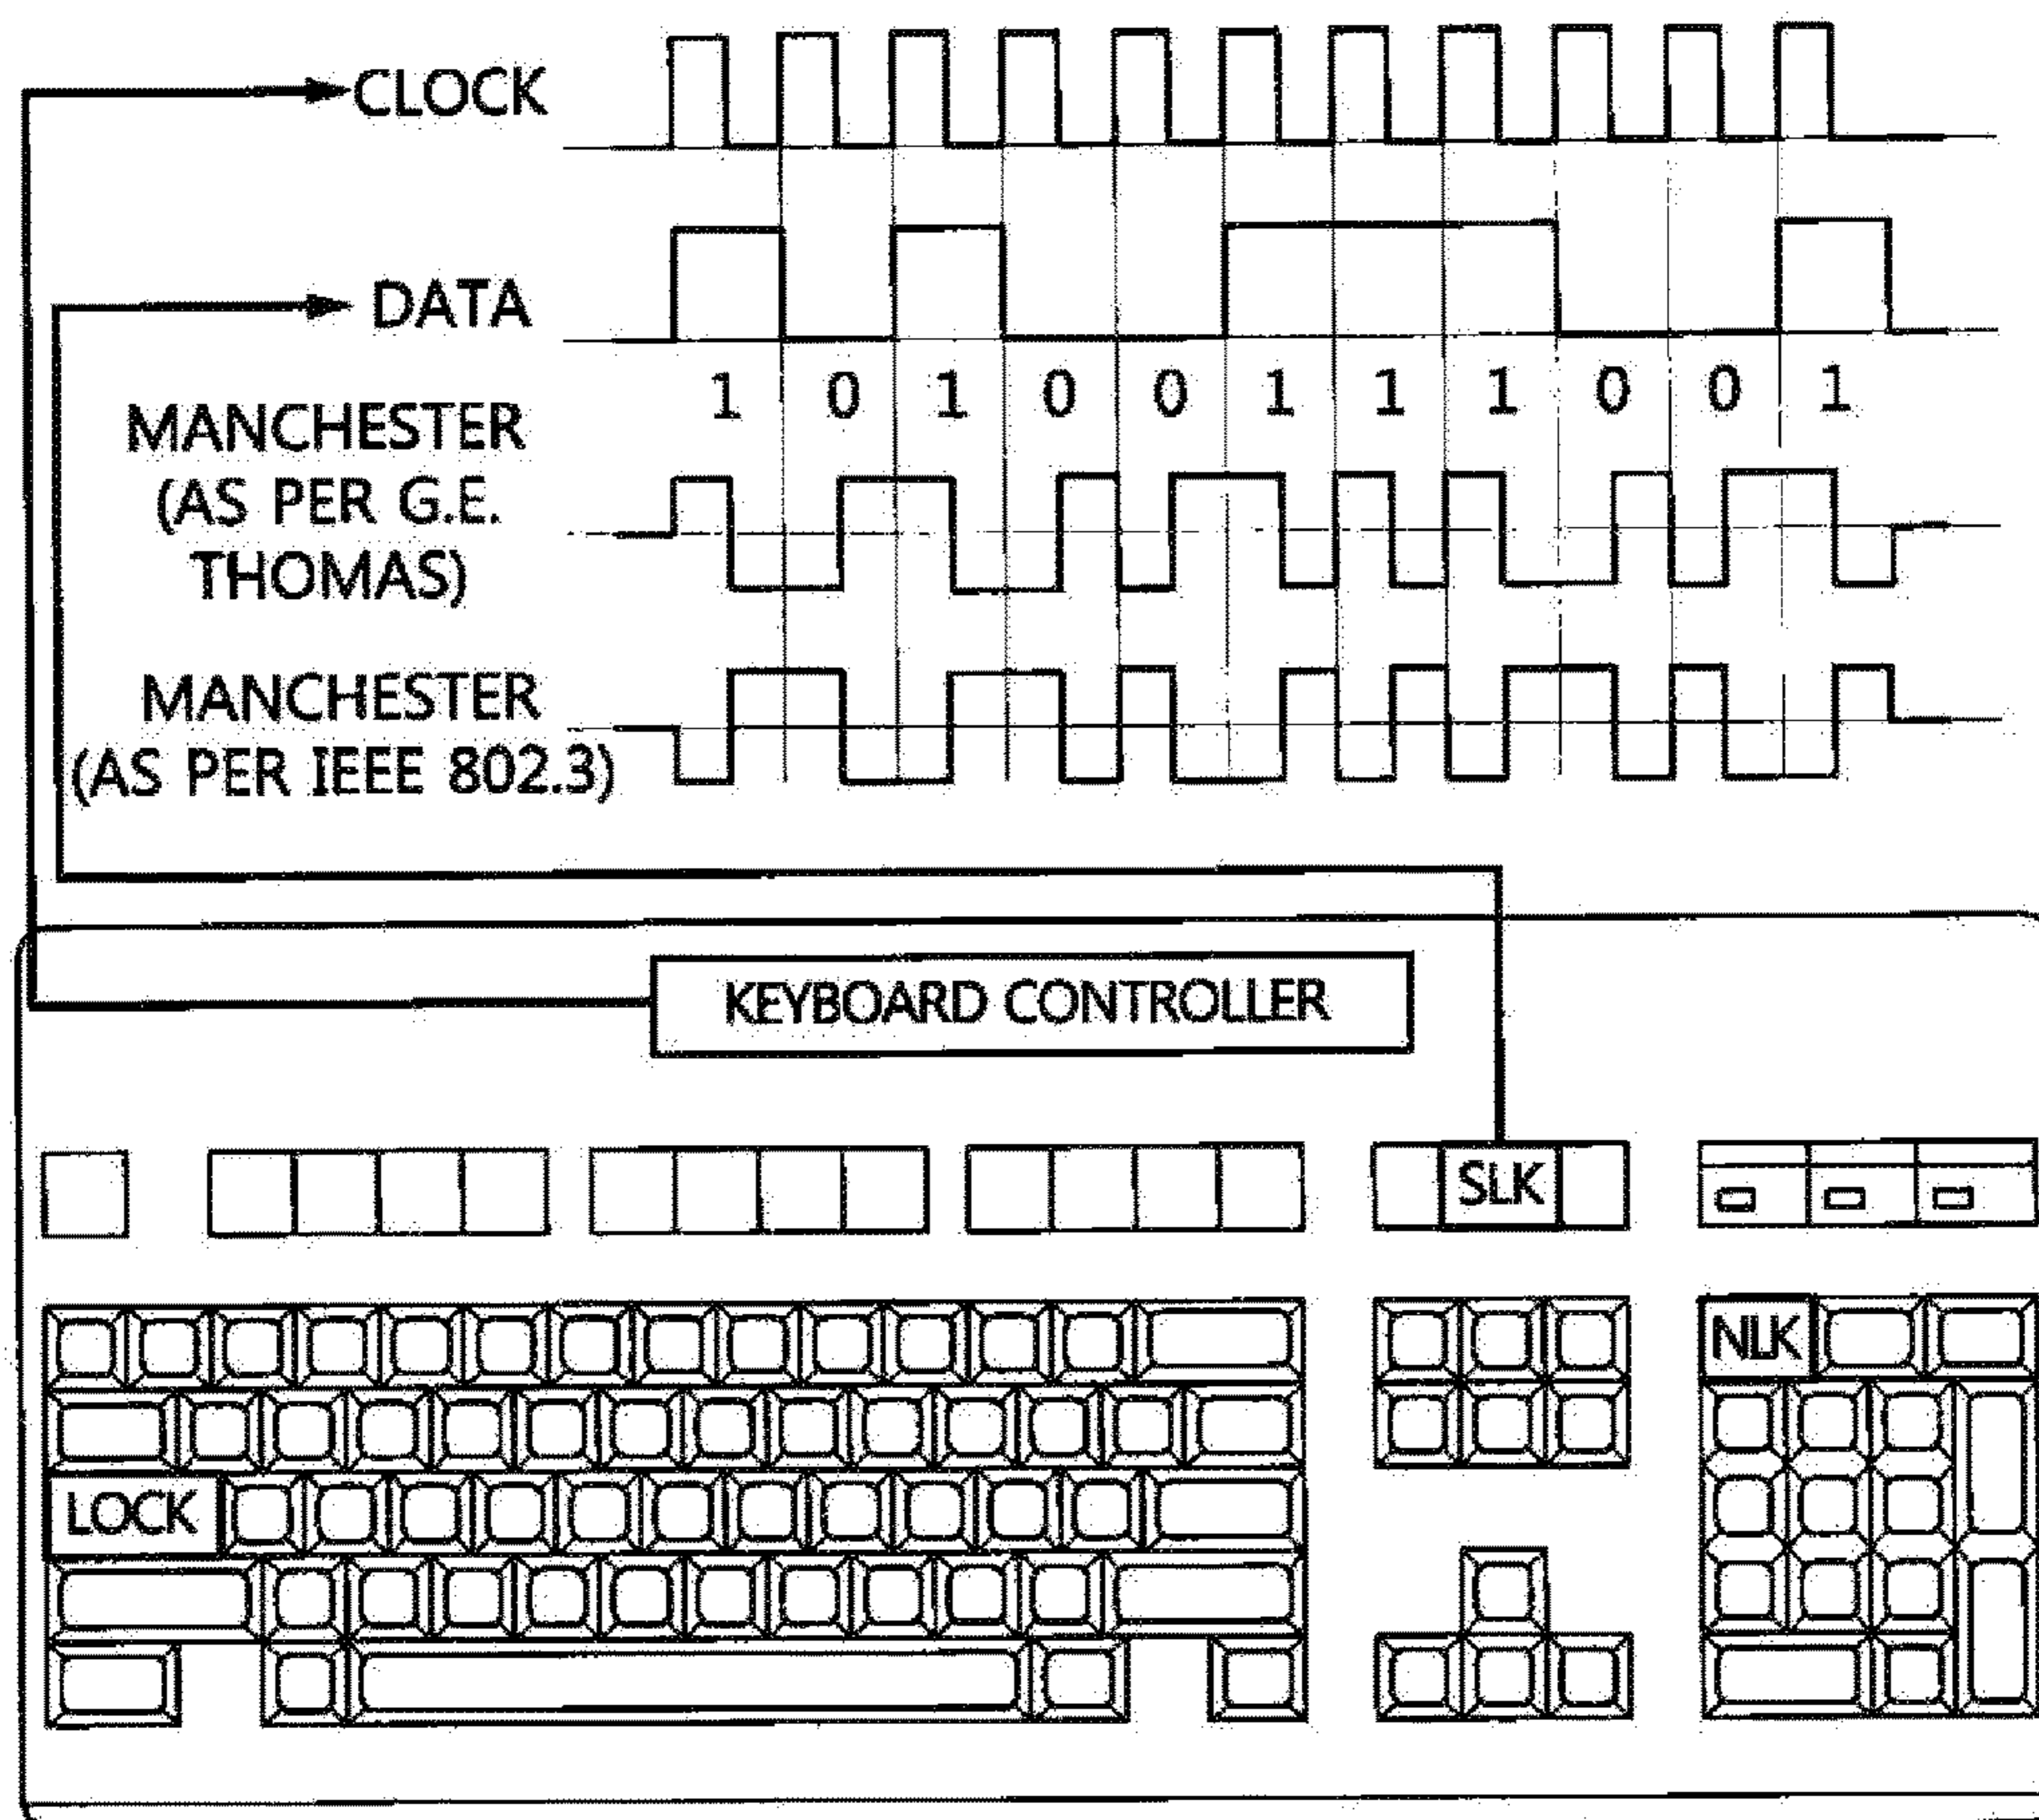 CLOCK
DATA
1 0 1 0 0 1 1 1 0 0 1
MANCHESTER
(AS PER G.E.
THOMAS)
MANCHESTER
(AS PER IEEE 802.3)
KEYBOARD CONTROLLER
SLK
NLK
LOCK